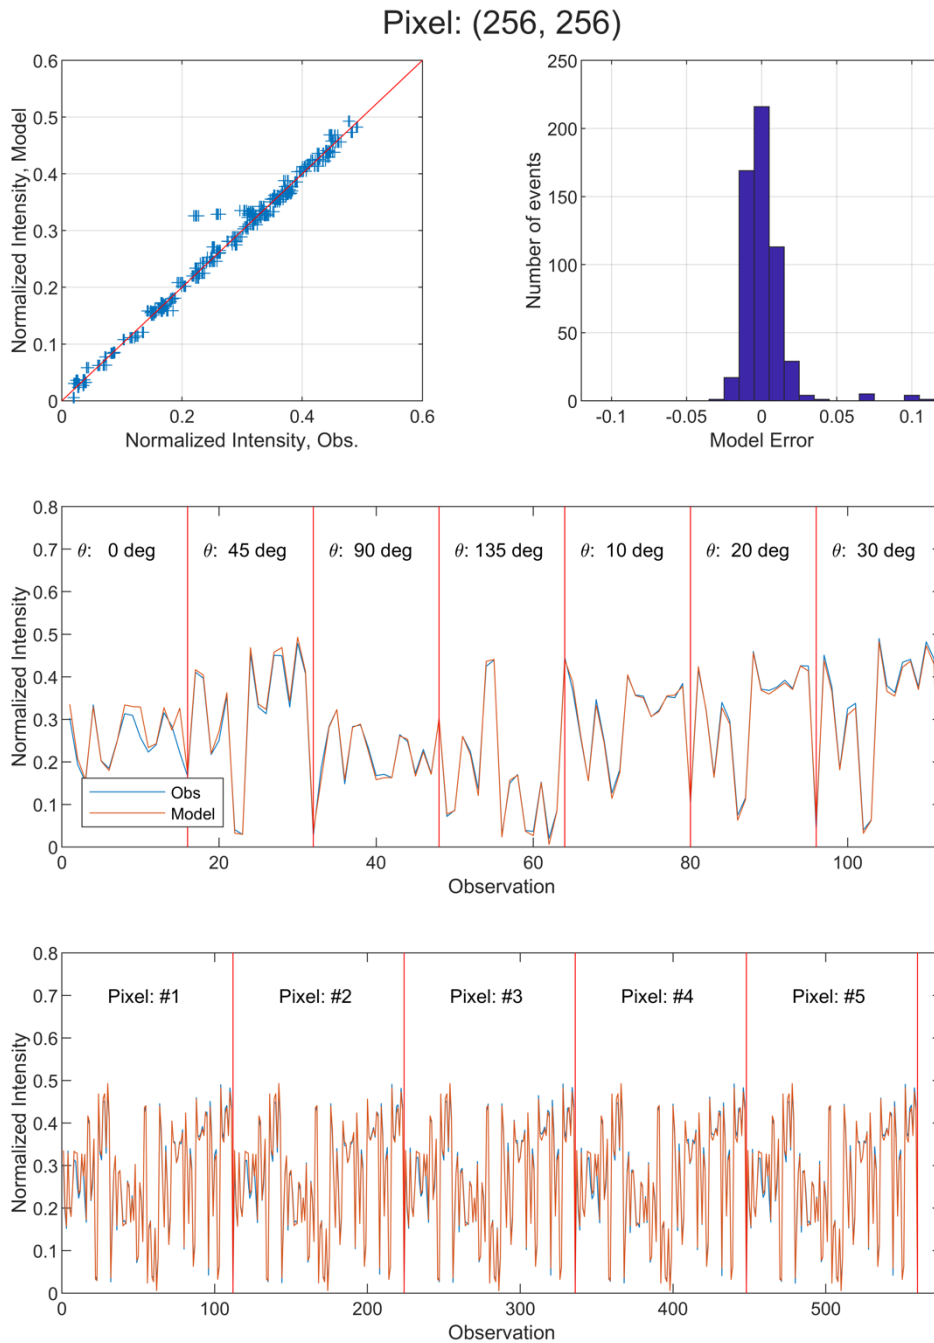 Pixel: (256, 256)
Normalized Intensity, Model
0.6
0.5
0.4
0.3
0.2
0.1
0
0 0.2 0.4 0.6
Normalized Intensity, Obs.
Number of events
250
200
150
100
50
0
-0.1 -0.05 0 0.05 0.1
Model Error
Normalized Intensity
0.8
0.7
0.6
0.5
0.4
0.3
0.2
0.1
0
θ: 0 deg θ: 45 deg θ: 90 deg θ: 135 deg θ: 10 deg θ: 20 deg θ: 30 deg
Obs
Model
0 20 40 60 80 100
Observation
Normalized Intensity
0.8
0.7
0.6
0.5
0.4
0.3
0.2
0.1
0
Pixel: #1 Pixel: #2 Pixel: #3 Pixel: #4 Pixel: #5
0 100 200 300 400 500
Observation